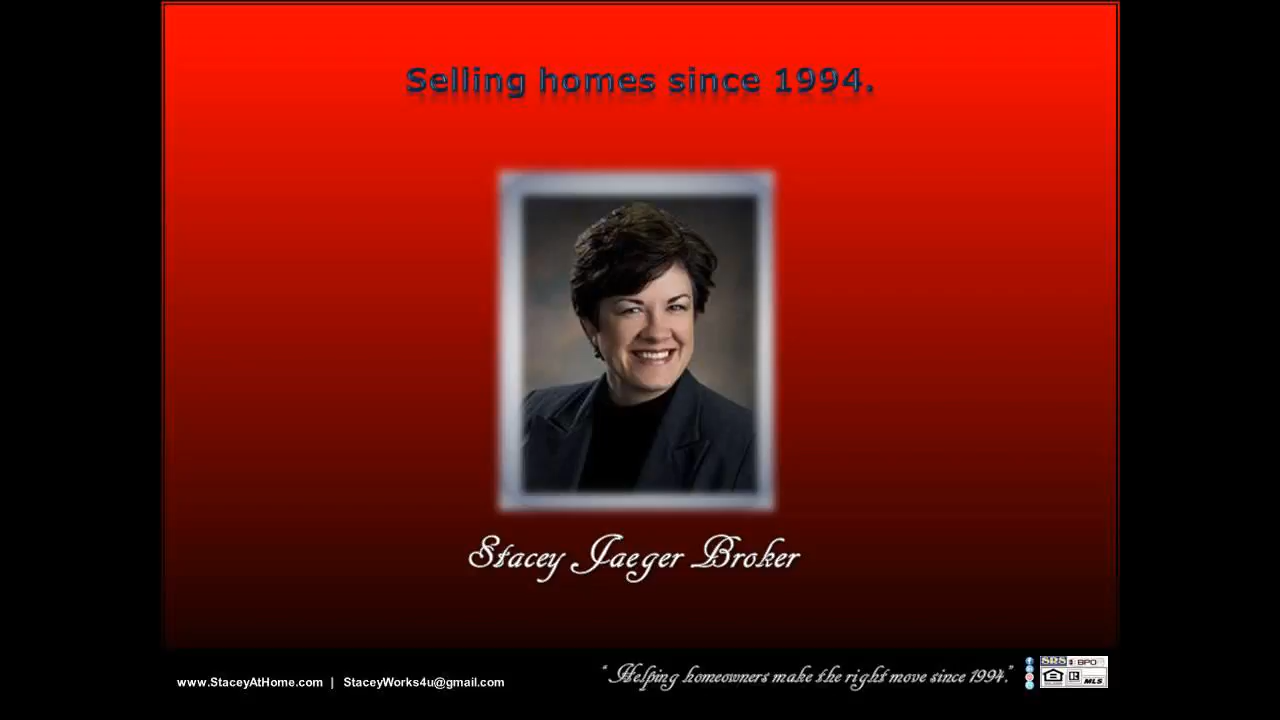 Selling homes since 1994.
Stacey Jaeger Broker
www.StaceyAtHome.com | StaceyWorks4u@gmail.com
“Helping homeowners make the right move since 1994.”
SRS BPO
R MLS